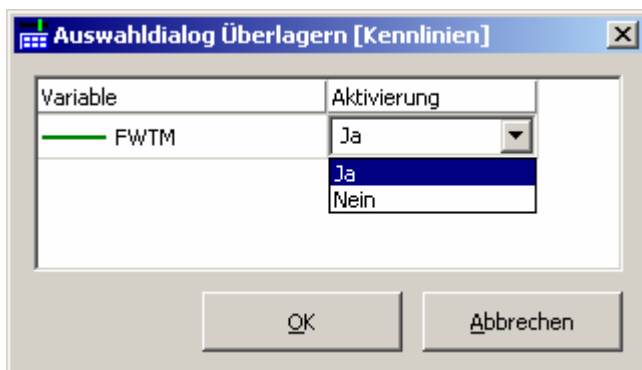 Auswahldialog Überlagern [Kennlinien]
Variable Aktivierung
FWTM Ja
Ja
Nein
OK Abbrechen